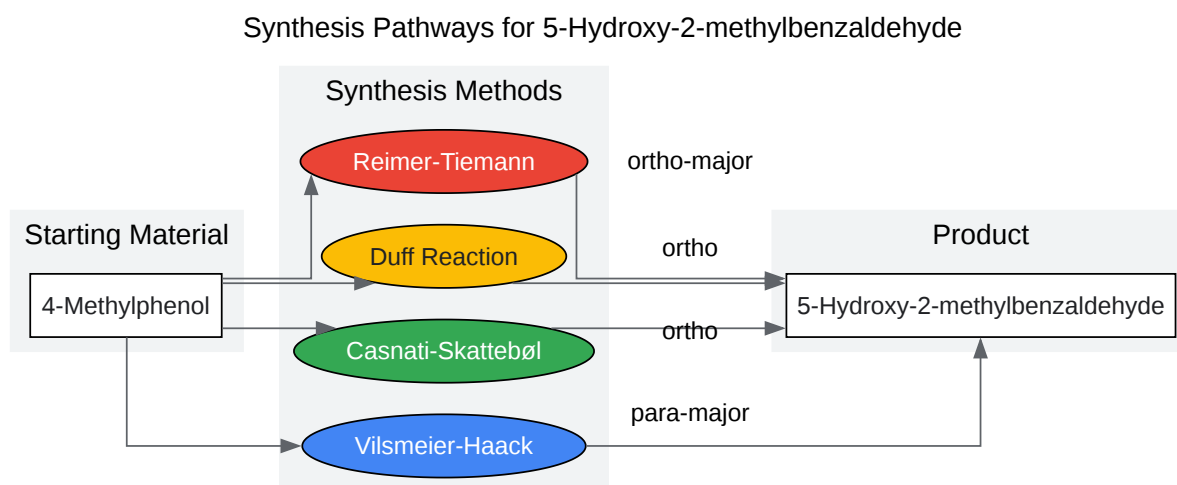 Synthesis Pathways for 5-Hydroxy-2-methylbenzaldehyde
Synthesis Methods
Reimer-Tiemann
ortho-major
Starting Material
Duff Reaction
ortho
Product
4-Methylphenol
5-Hydroxy-2-methylbenzaldehyde
Casnati-Skattebøl
ortho
Vilsmeier-Haack
para-major